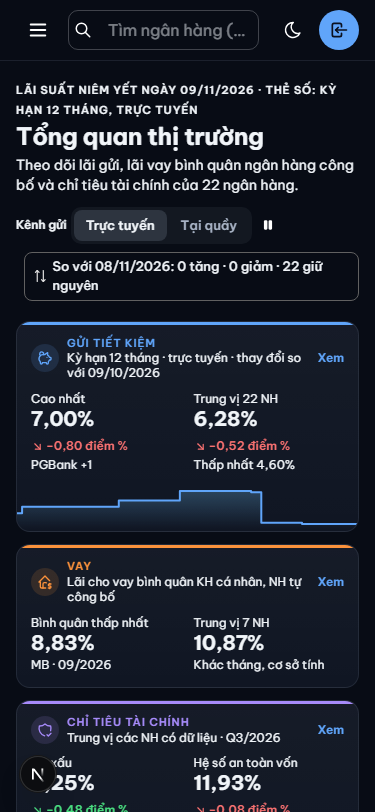 Tìm ngân hàng (...
LÃI SUẤT NIÊM YẾT NGÀY 09/11/2026 · THẺ SỐ: KỲ
HẠN 12 THÁNG, TRỰC TUYẾN
Tổng quan thị trường
Theo dõi lãi gửi, lãi vay bình quân ngân hàng công
bố và chỉ tiêu tài chính của 22 ngân hàng.
Kênh gửi Trực tuyến Tại quầy
So với 08/11/2026: 0 tăng · 0 giảm · 22 giữ
nguyên
GỬI TIẾT KIỆM
Kỳ hạn 12 tháng · trực tuyến · thay đổi so Xem
với 09/10/2026
Cao nhất Trung vị 22 NH
7,00% 6,28%
↘ −0,80 điểm % ↘ −0,52 điểm %
PGBank +1 Thấp nhất 4,60%
VAY
Lãi cho vay bình quân KH cá nhân, NH tự Xem
công bố
Bình quân thấp nhất Trung vị 7 NH
8,83% 10,87%
MB · 09/2026 Khác tháng, cơ sở tính
CHỈ TIÊU TÀI CHÍNH
Trung vị các NH có dữ liệu · Q3/2026 Xem
xấu Hệ số an toàn vốn
25% 11,93%
−0,48 điểm % ↘ −0,08 điểm %
N